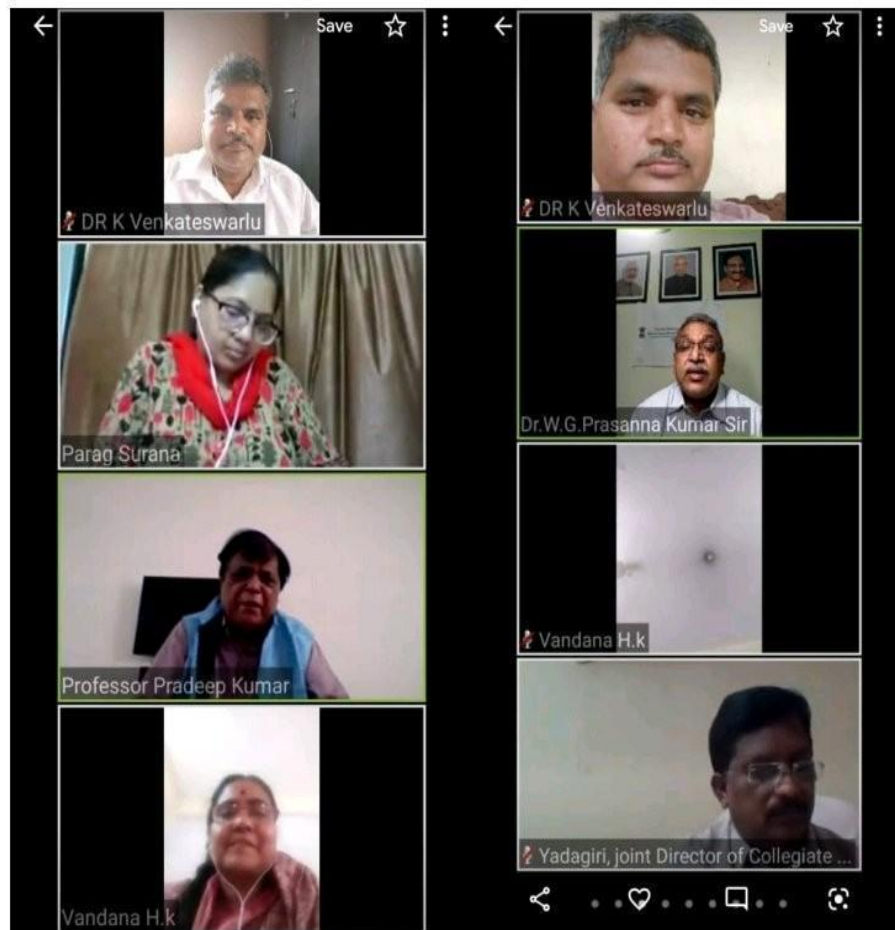 Save
DR K Venkateswarlu
Parag Surana
Professor Pradeep Kumar
Vandana H.k
Save
DR K Venkateswarlu
Dr.W.G.Prasanna Kumar Sir
Vandana H.k
Yadagiri, joint Director of Collegiate ...